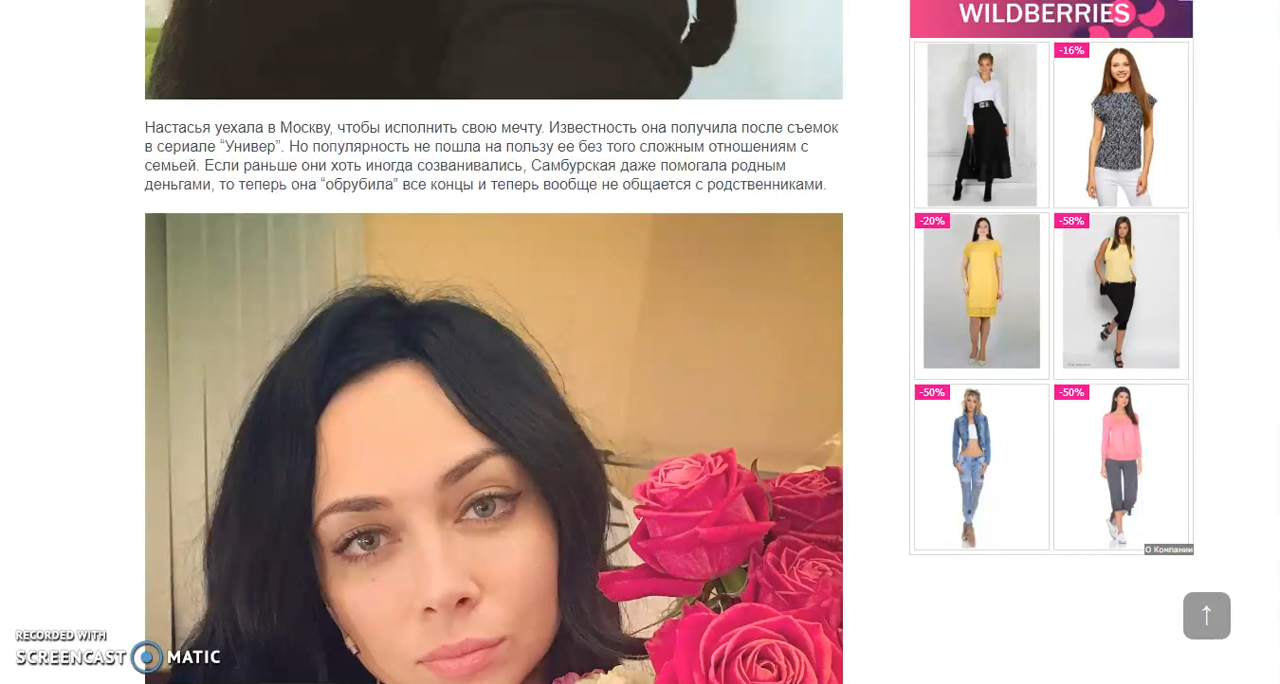 WILDBERRIES
-16%
Настасья уехала в Москву, чтобы исполнить свою мечту. Известность она получила после съемок
в сериале “Универ”. Но популярность не пошла на пользу ее без того сложным отношениям с
семьей. Если раньше они хоть иногда созванивались, Самбурская даже помогала родным
деньгами, то теперь она “обрубила” все концы и теперь вообще не общается с родственниками.
-20%
-58%
-50%
-50%
О Компании
↑
RECORDED WITH
SCREENCAST MATIC